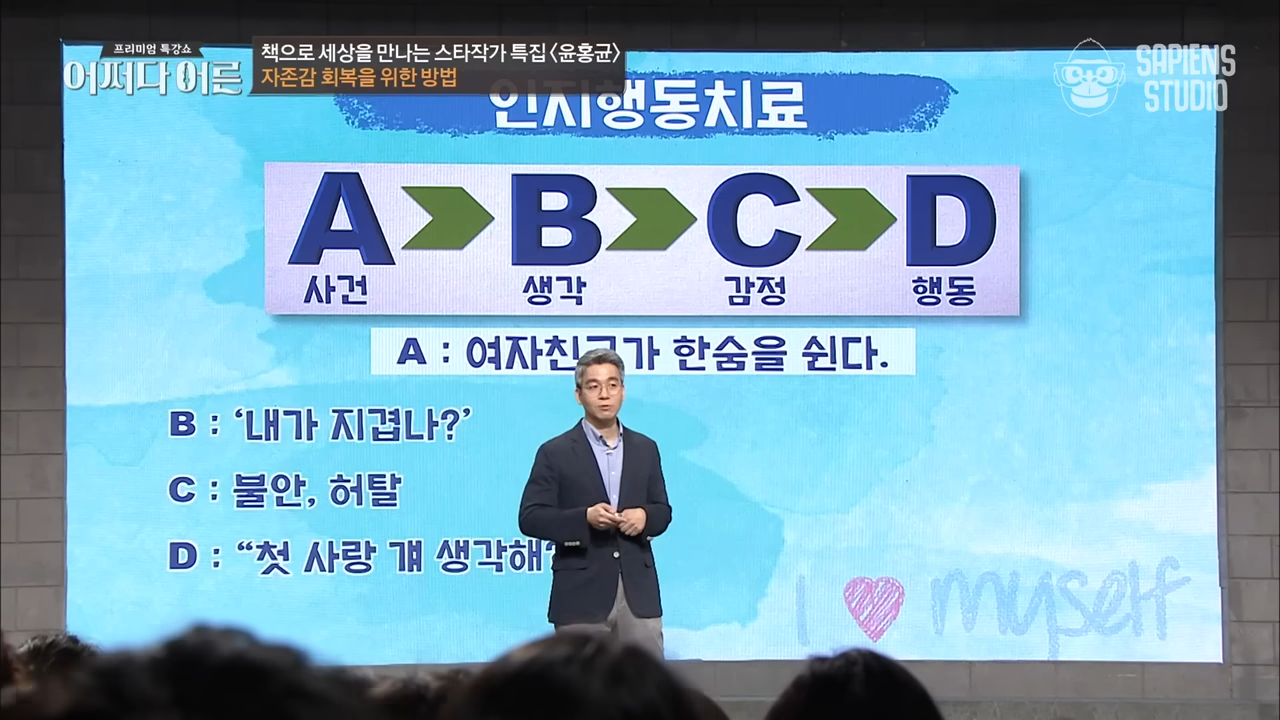 프리미엄 특강쇼
어쩌다 어른
책으로 세상을 만나는 스타작가 특집 〈윤홍균〉
자존감 회복을 위한 방법
SAPIENS
STUDIO
인지행동치료
A B C D
사건 생각 감정 행동
A : 여자친구가 한숨을 쉰다.
B : ‘내가 지겹나?’
C : 불안, 허탈
D : “첫 사랑 걔 생각해?
I myself